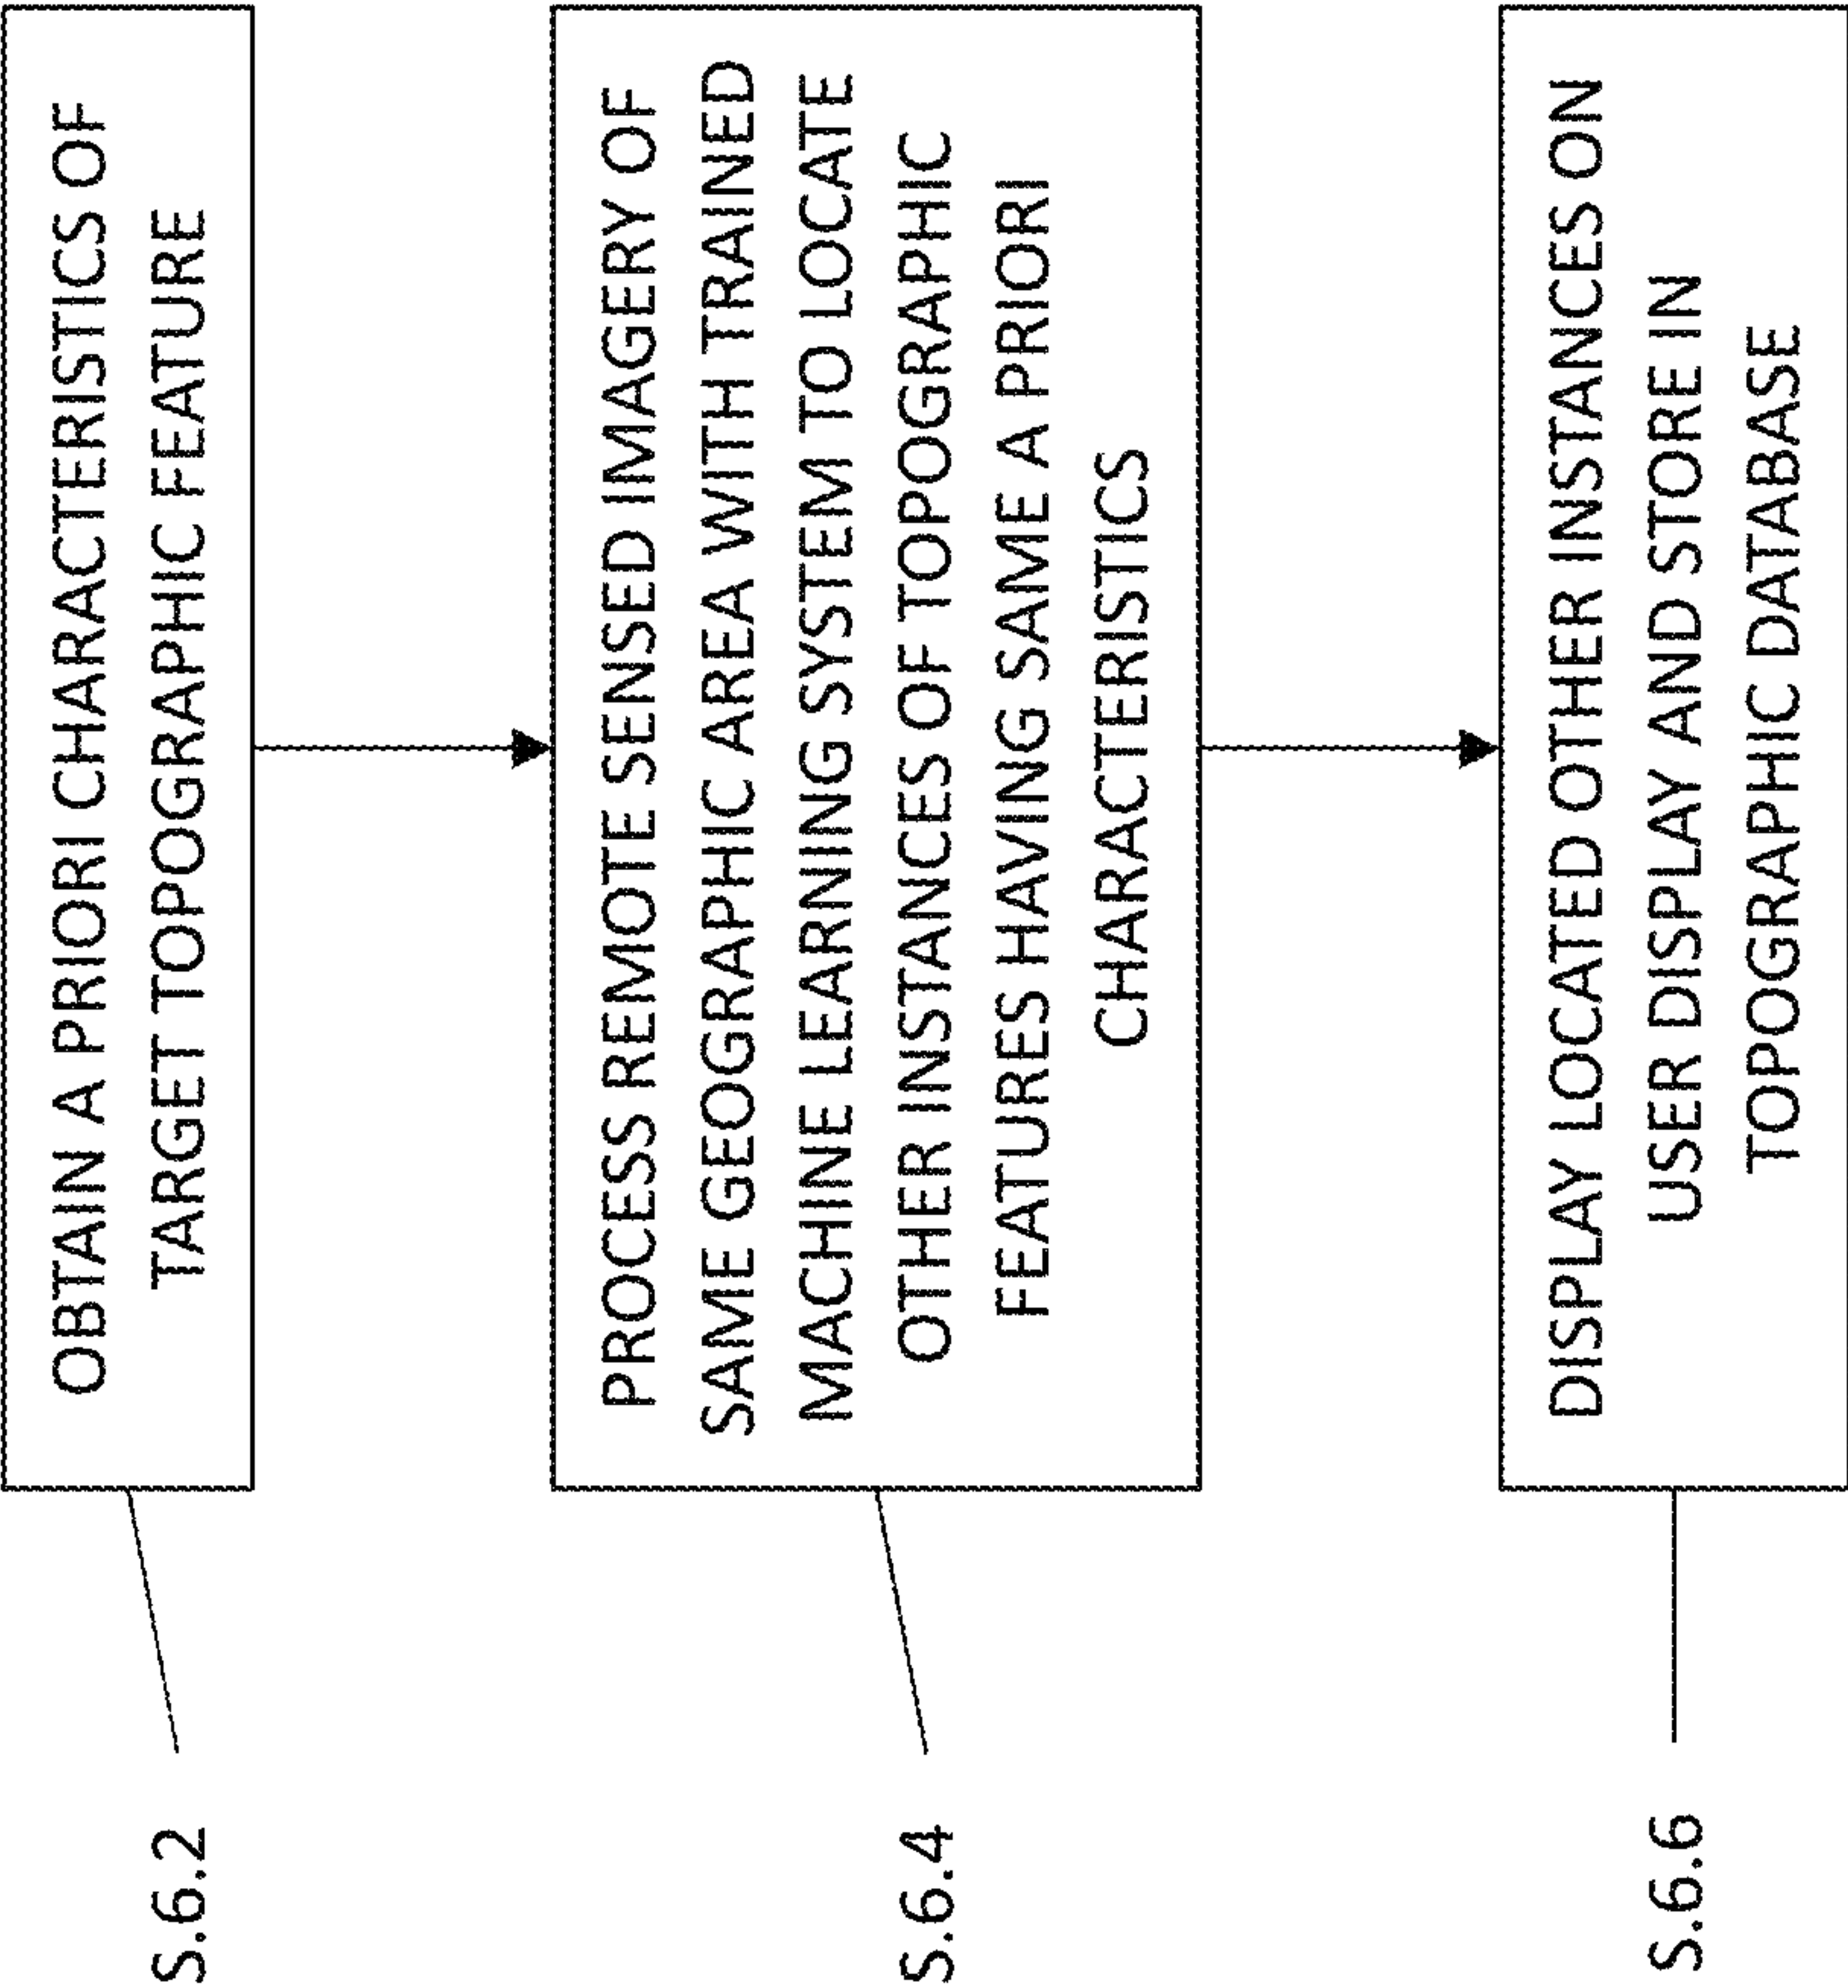 S.6.2
OBTAIN A PRIORI CHARACTERISTICS OF
TARGET TOPOGRAPHIC FEATURE
S.6.4
PROCESS REMOTE SENSED IMAGERY OF
SAME GEOGRAPHIC AREA WITH TRAINED
MACHINE LEARNING SYSTEM TO LOCATE
OTHER INSTANCES OF TOPOGRAPHIC
FEATURES HAVING SAME A PRIORI
CHARACTERISTICS
S.6.6
DISPLAY LOCATED OTHER INSTANCES ON
USER DISPLAY AND STORE IN
TOPOGRAPHIC DATABASE